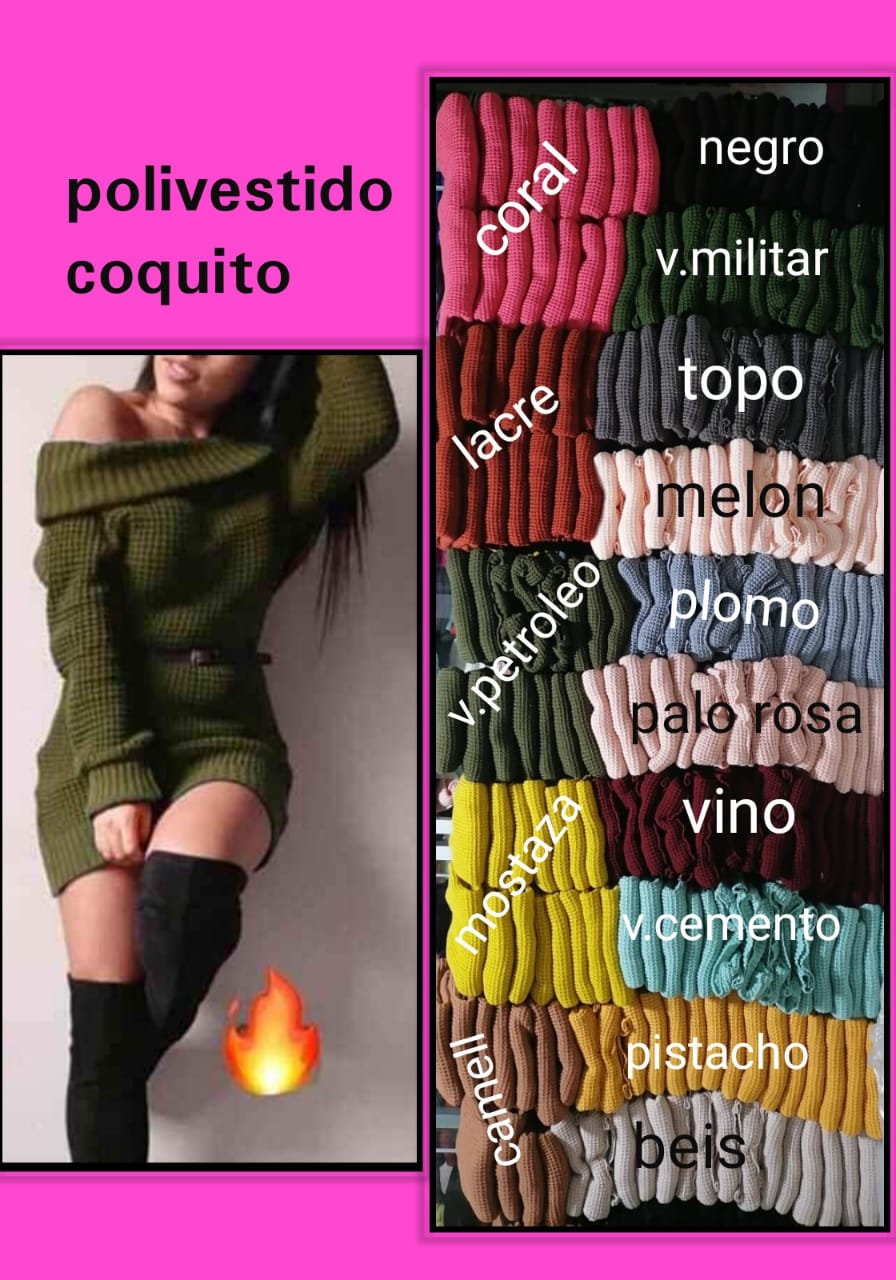 polivestido
coquito
coral
negro
v.militar
lacre
topo
melon
v.petroleo
plomo
palo rosa
mostaza
vino
v.cemento
camell
pistacho
beis